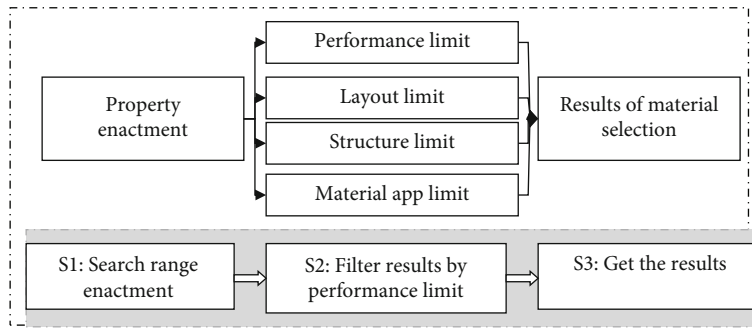 Performance limit
Property
enactment
Layout limit
Structure limit
Material app limit
Results of material
selection
S1: Search range
enactment
S2: Filter results by
performance limit
S3: Get the results